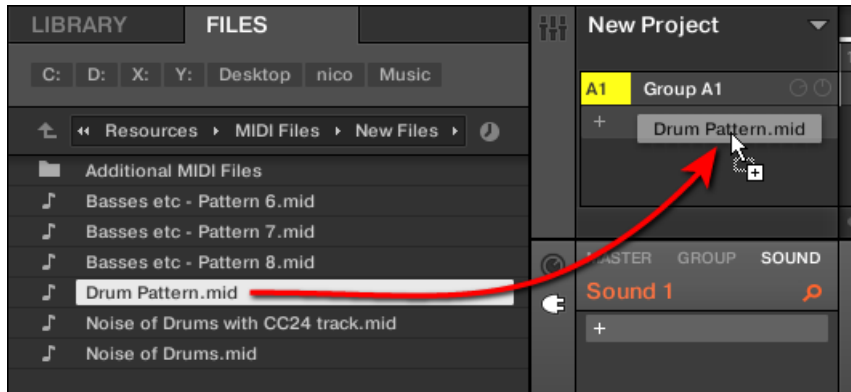 LIBRARY FILES
C: D: X: Y: Desktop nico Music
Resources MIDI Files New Files
Additional MIDI Files
Basses etc - Pattern 6.mid
Basses etc - Pattern 7.mid
Basses etc - Pattern 8.mid
Drum Pattern.mid
Noise of Drums with CC24 track.mid
Noise of Drums.mid
New Project
A1 Group A1
+ Drum Pattern.mid
MASTER GROUP SOUND
Sound 1
+